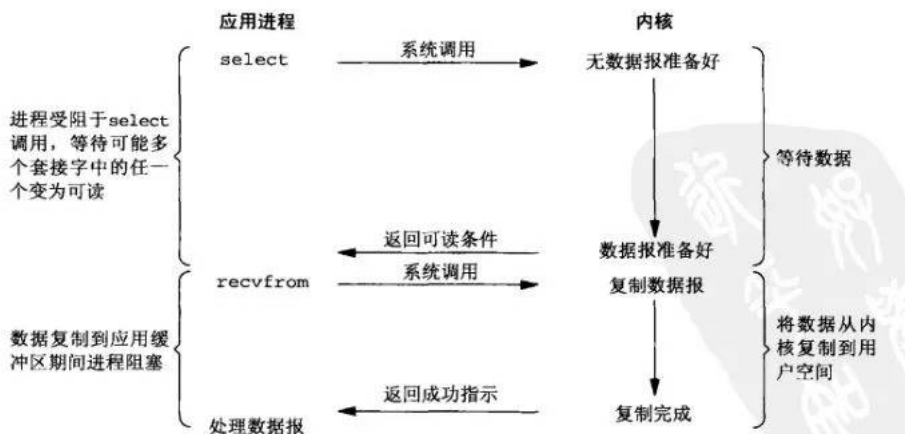 应用进程
内核
select
系统调用
无数据报准备好
进程受阻于select
调用，等待可能多
个套接字中的任一
个变为可读
等待数据
返回可读条件
数据报准备好
recvfrom
系统调用
复制数据报
数据复制到应用缓
冲区期间进程阻塞
将数据从内
核复制到用
户空间
返回成功指示
复制完成
处理数据报